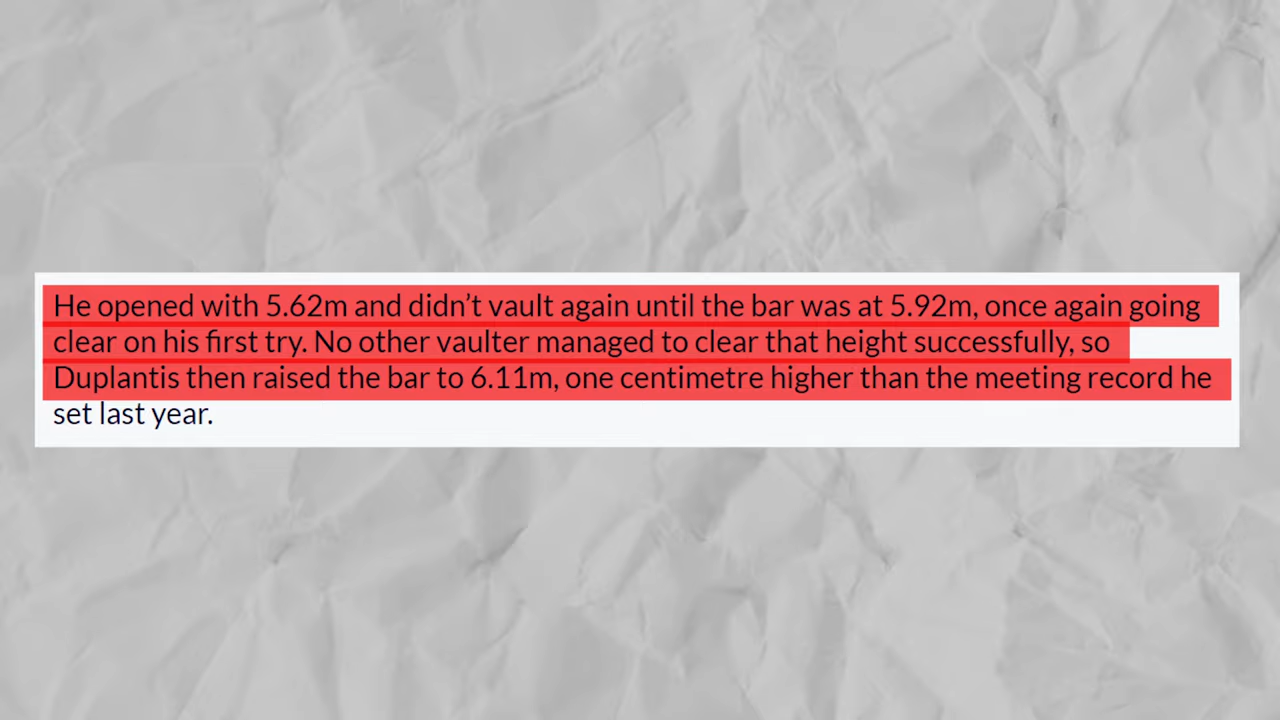 He opened with 5.62m and didn’t vault again until the bar was at 5.92m, once again going
clear on his first try. No other vaulter managed to clear that height successfully, so
Duplantis then raised the bar to 6.11m, one centimetre higher than the meeting record he
set last year.